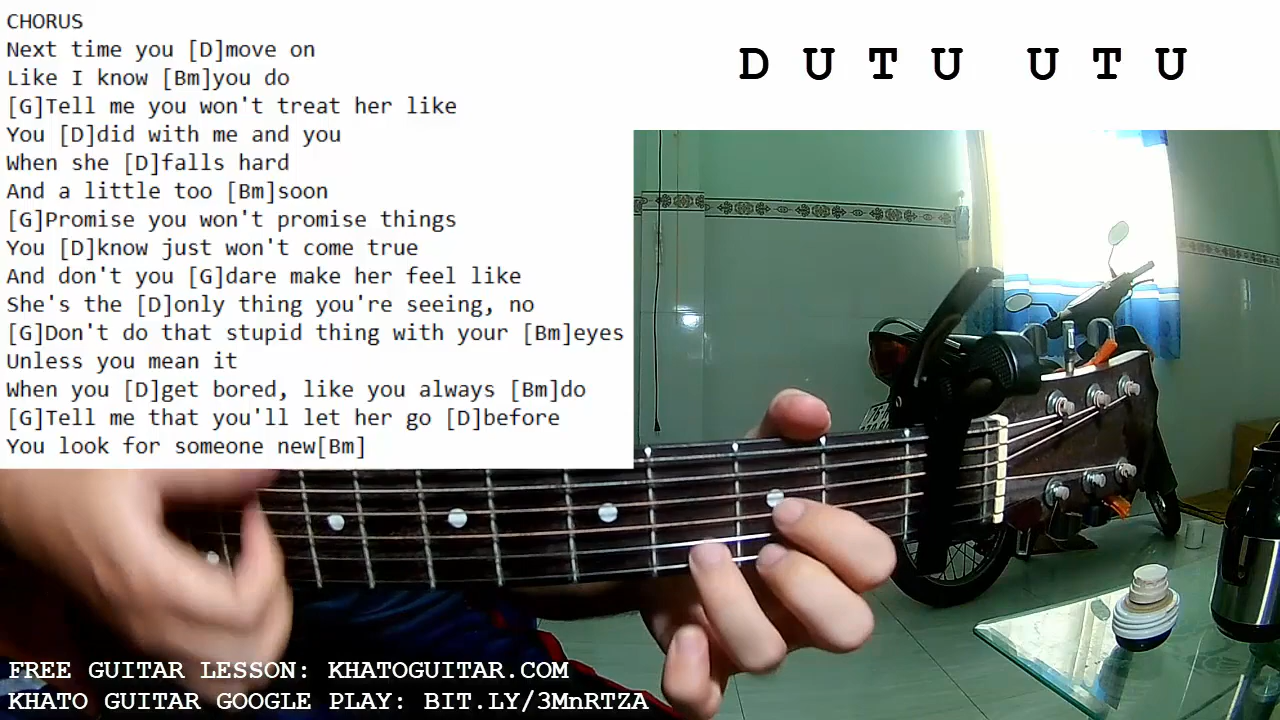 CHORUS
Next time you [D]move on
Like I know [Bm]you do
[G]Tell me you won't treat her like
You [D]did with me and you
When she [D]falls hard
And a little too [Bm]soon
[G]Promise you won't promise things
You [D]know just won't come true
And don't you [G]dare make her feel like
She's the [D]only thing you're seeing, no
[G]Don't do that stupid thing with your [Bm]eyes
Unless you mean it
When you [D]get bored, like you always [Bm]do
[G]Tell me that you'll let her go [D]before
You look for someone new[Bm]
D U T U U T U
FREE GUITAR LESSON: KHATOGUITAR.COM
KHATO GUITAR GOOGLE PLAY: BIT.LY/3MnRTZA